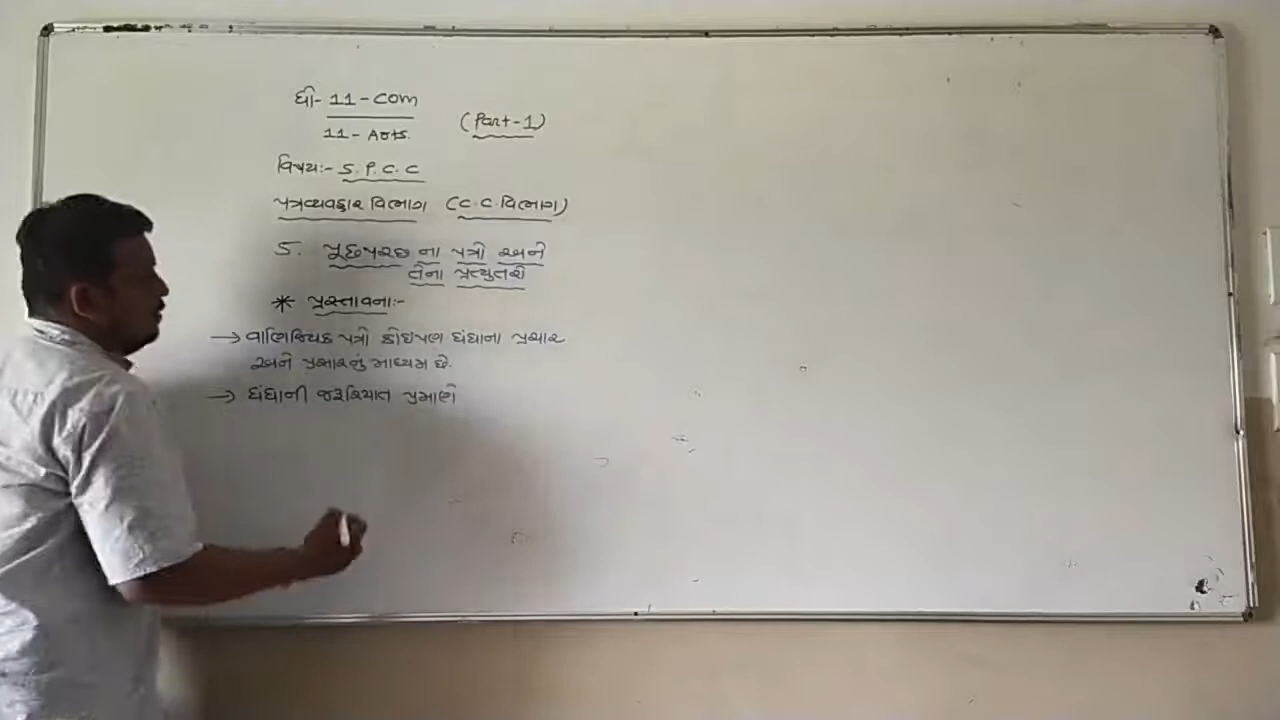 ધો- 11 - com
11 - Arts.
(Part-1)
વિષય:- S. P. C. C
પત્રવ્યવહાર વિભાગ (C.C. વિભાગ)
5. પૂછપરછ ના પત્રો અને
તેના પ્રત્યુતરો
* પ્રસ્તાવના:-
→ વાણિજ્યિક પત્રો કોઈપણ ધંધાના પ્રચાર
અને પ્રસારનું માધ્યમ છે.
→ ધંધાની જરૂરિયાત પ્રમાણે